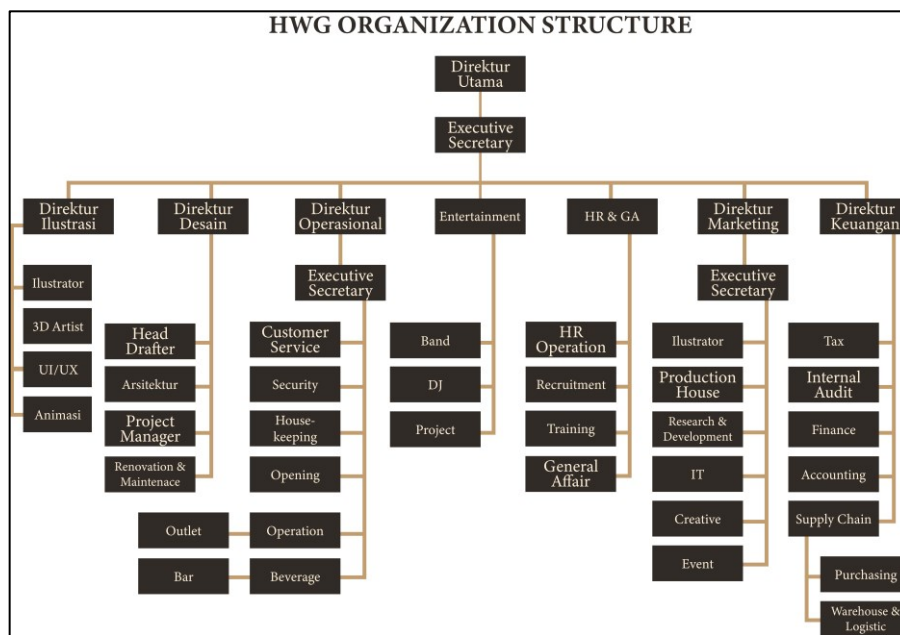 HWG ORGANIZATION STRUCTURE
Direktur
Utama
Executive
Secretary
Direktur
Ilustrasi
Direktur
Desain
Direktur
Operasional
Entertainment
HR & GA
Direktur
Marketing
Direktur
Keuangan
Ilustrator
3D Artist
UI/UX
Animasi
Head
Drafter
Arsitektur
Project
Manager
Renovation &
Maintenace
Executive
Secretary
Customer
Service
Security
House-
keeping
Opening
Operation
Outlet
Beverage
Bar
Band
DJ
Project
HR
Operation
Recruitment
Training
General
Affair
Executive
Secretary
Ilustrator
Production
House
Research &
Development
IT
Creative
Event
Tax
Internal
Audit
Finance
Accounting
Supply Chain
Purchasing
Warehouse &
Logistic